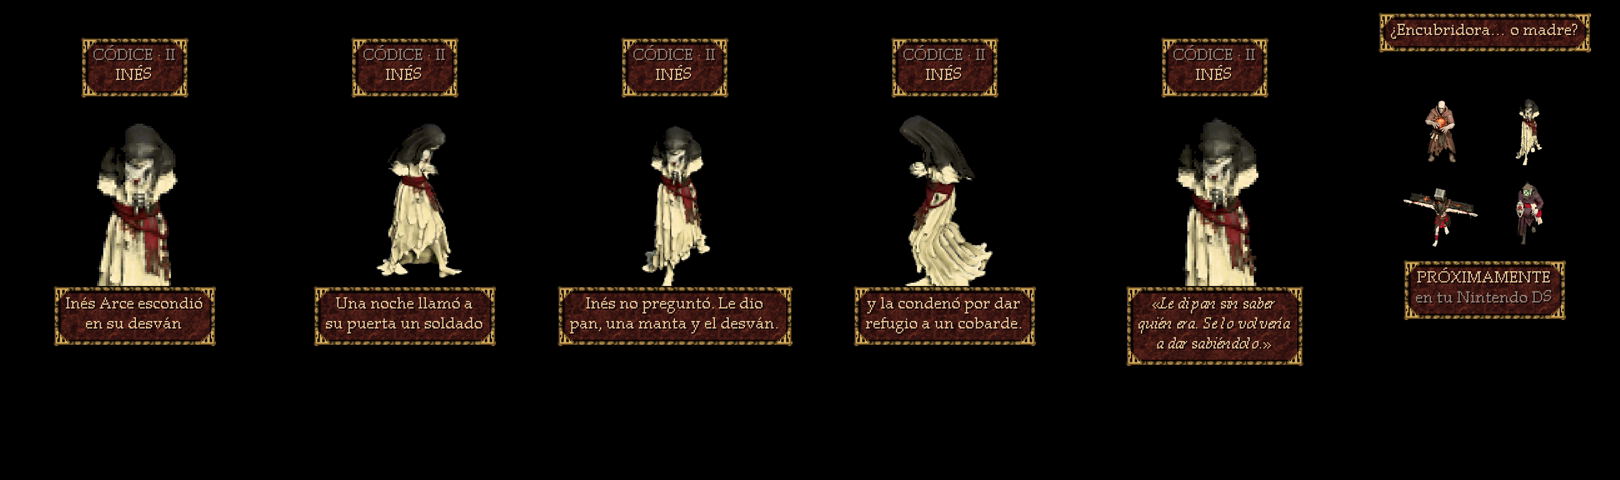 CÓDICE · II
INÉS
Inés Arce escondió
en su desván
CÓDICE · II
INÉS
Una noche llamó a
su puerta un soldado
CÓDICE · II
INÉS
Inés no preguntó. Le dio
pan, una manta y el desván.
CÓDICE · II
INÉS
y la condenó por dar
refugio a un cobarde.
CÓDICE · II
INÉS
«Le di pan sin saber
quién era. Se lo volvería
a dar sabiéndolo.»
¿Encubridora... o madre?
PRÓXIMAMENTE
en tu Nintendo DS